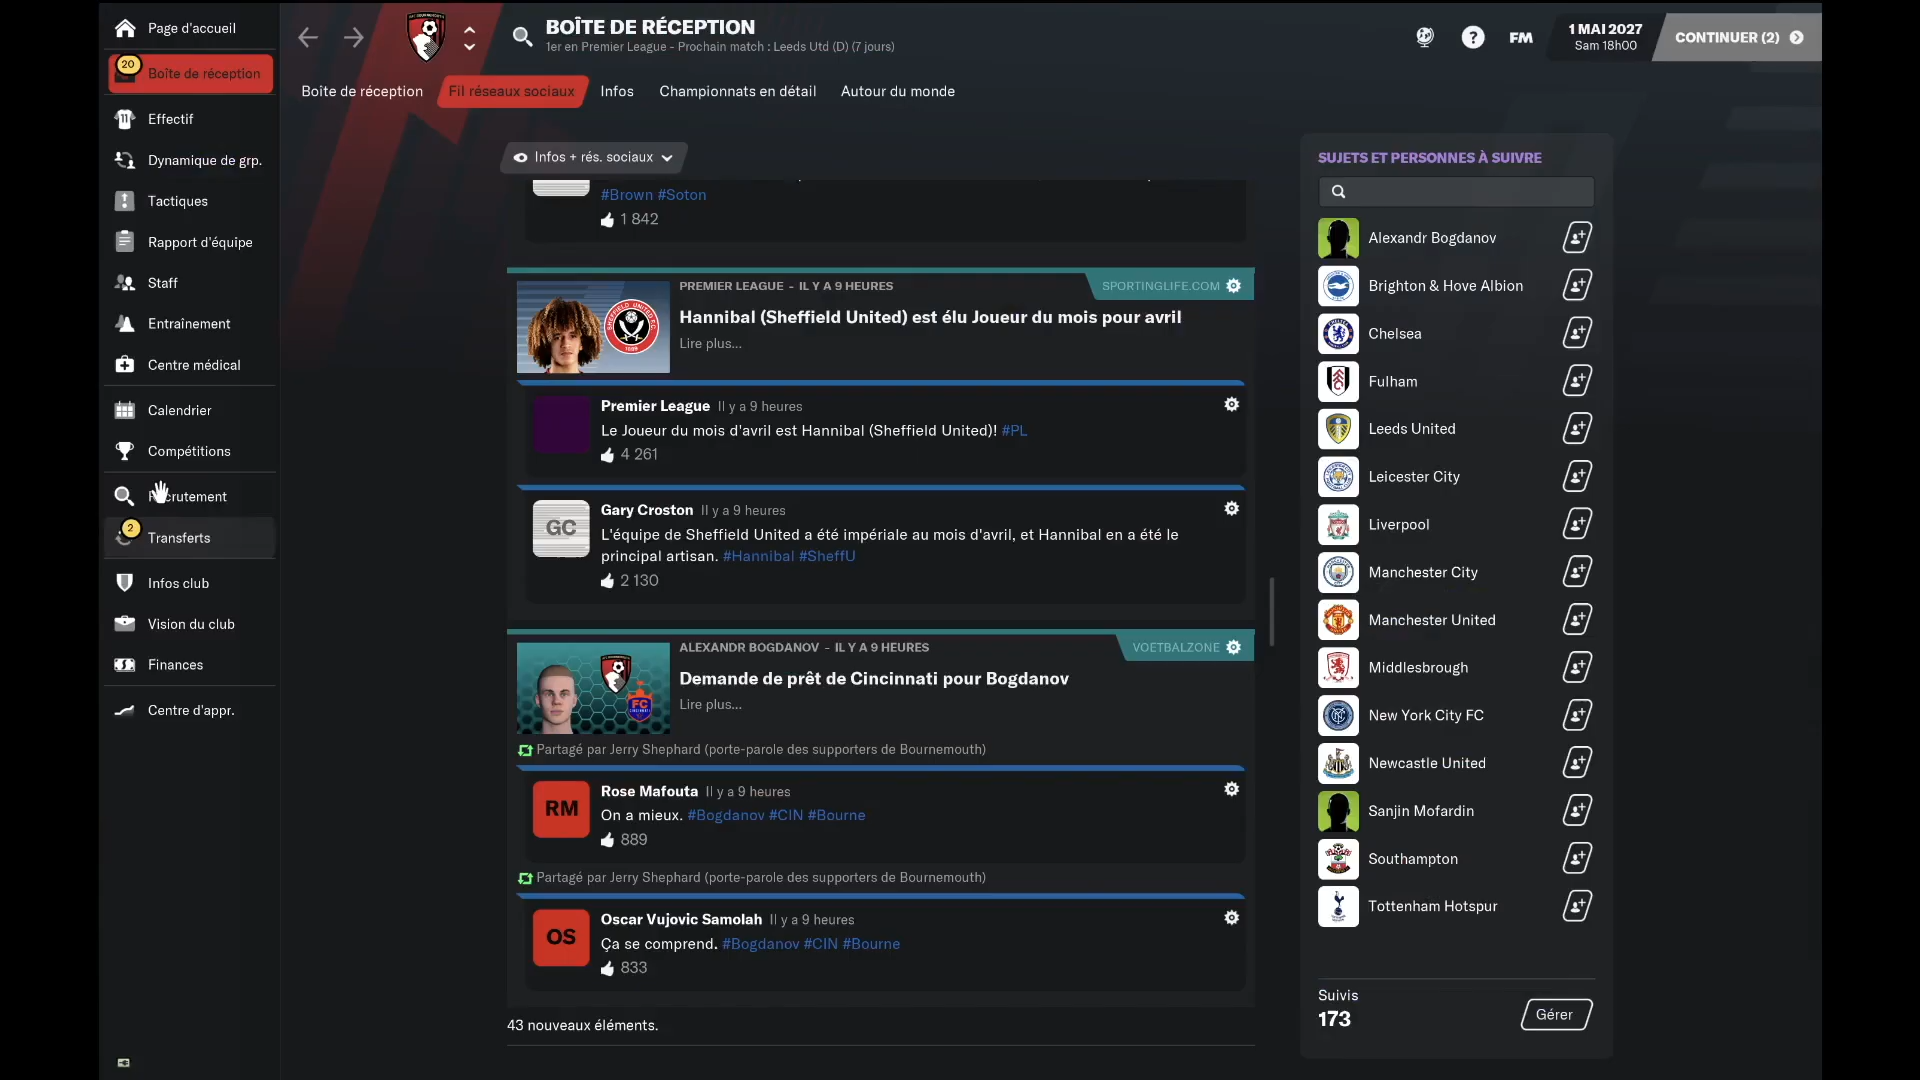 Page d'accueil
20
Boîte de réception
Effectif
Dynamique de grp.
Tactiques
Rapport d'équipe
Staff
Entraînement
Centre médical
Calendrier
Compétitions
Recrutement
2
Transferts
Infos club
Vision du club
Finances
Centre d'appr.
BOÎTE DE RÉCEPTION
1er en Premier League - Prochain match : Leeds Utd (D) (7 jours)
?
FM
1 MAI 2027
Sam 18h00
CONTINUER (2)
Boite de réception
Fil réseaux sociaux
Infos
Championnats en détail
Autour du monde
Infos + rés. sociaux
#Brown #Soton
1 842
PREMIER LEAGUE - IL Y A 9 HEURES
SPORTINGLIFE.COM
Hannibal (Sheffield United) est élu Joueur du mois pour avril
Lire plus...
Premier League Il y a 9 heures
Le Joueur du mois d'avril est Hannibal (Sheffield United)! #PL
4 261
GC
Gary Croston Il y a 9 heures
L'équipe de Sheffield United a été impériale au mois d'avril, et Hannibal en a été le
principal artisan. #Hannibal #SheffU
2 130
ALEXANDR BOGDANOV - IL Y A 9 HEURES
VOETBALZONE
Demande de prêt de Cincinnati pour Bogdanov
Lire plus...
Partagé par Jerry Shephard (porte-parole des supporters de Bournemouth)
RM
Rose Mafouta Il y a 9 heures
On a mieux. #Bogdanov #CIN #Bourne
889
Partagé par Jerry Shephard (porte-parole des supporters de Bournemouth)
OS
Oscar Vujovic Samolah Il y a 9 heures
Ça se comprend. #Bogdanov #CIN #Bourne
833
43 nouveaux éléments.
SUJETS ET PERSONNES À SUIVRE
Alexandr Bogdanov
Brighton & Hove Albion
Chelsea
Fulham
Leeds United
Leicester City
Liverpool
Manchester City
Manchester United
Middlesbrough
New York City FC
Newcastle United
Sanjin Mofardin
Southampton
Tottenham Hotspur
Suivis
173
Gérer